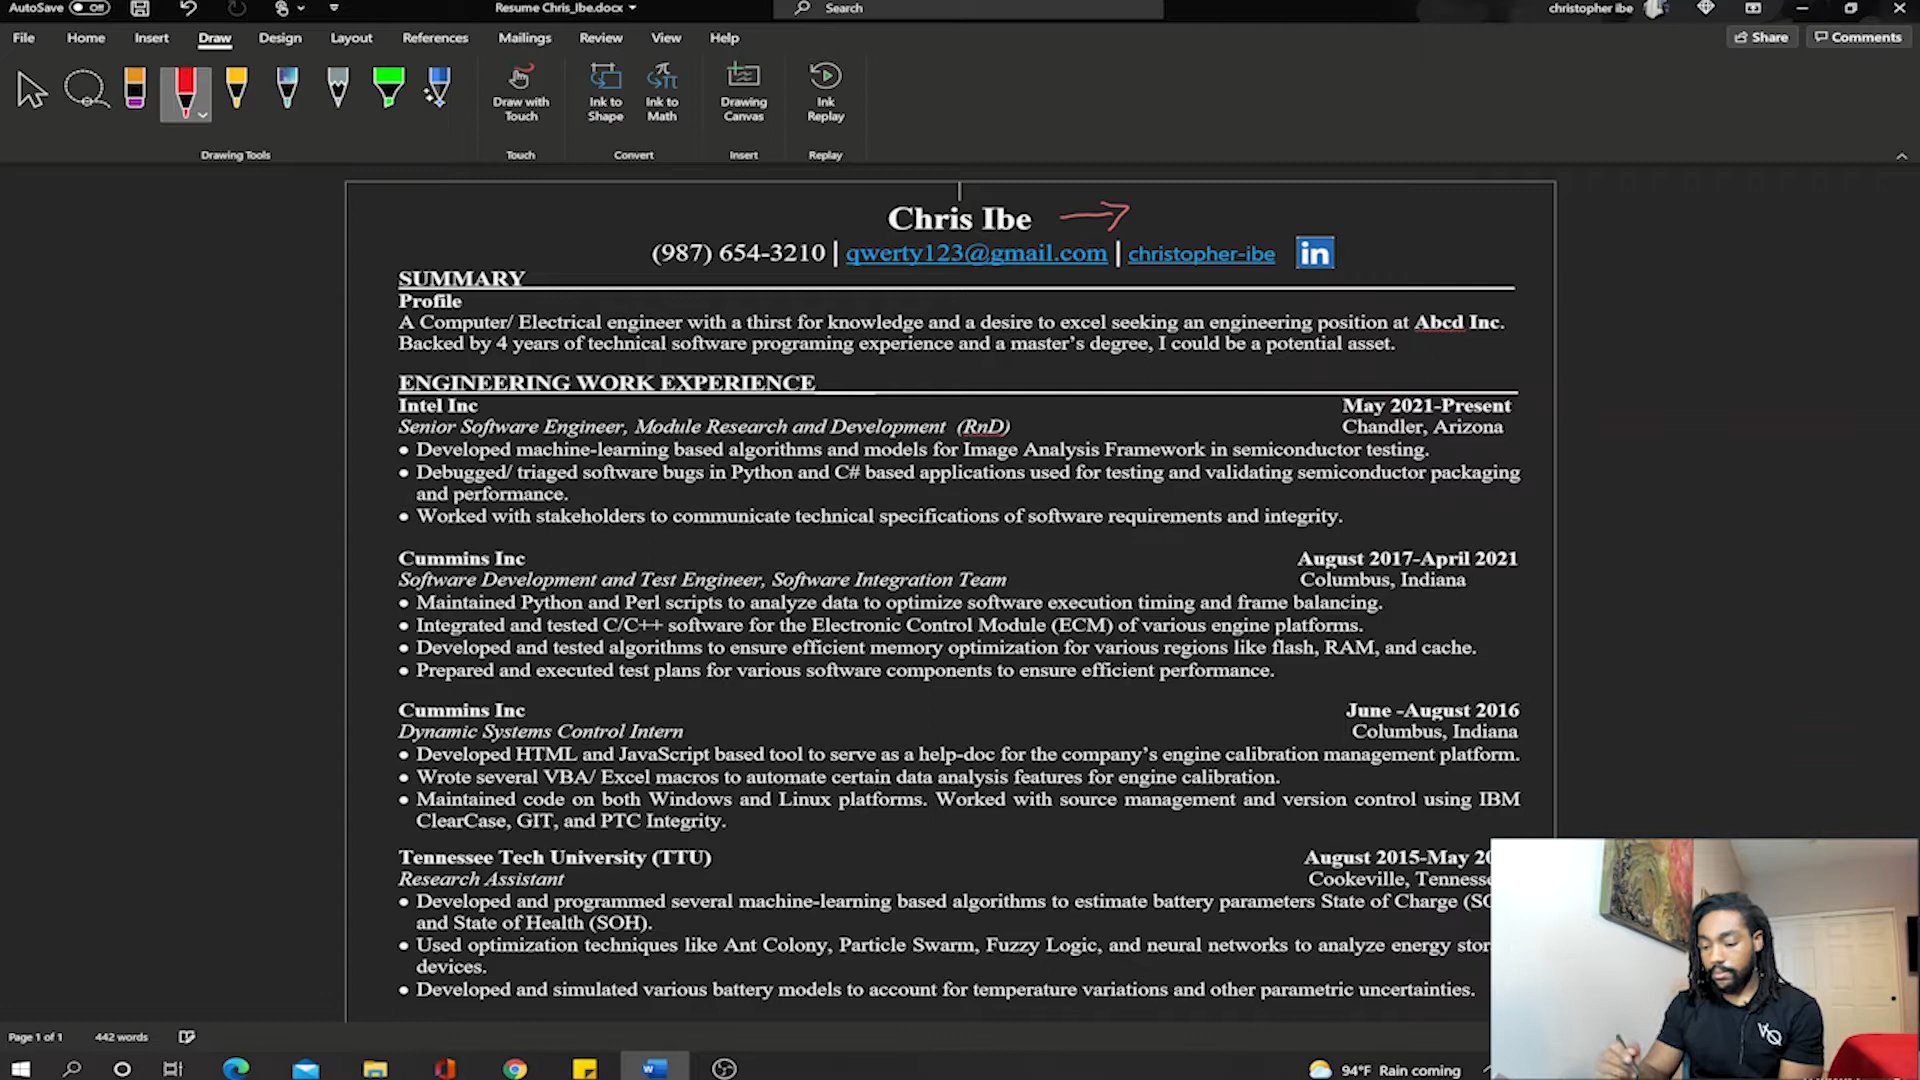 AutoSave Off
Resume Chris_Ibe.docx
Search
christopher ibe
File Home Insert Draw Design Layout References Mailings Review View Help
Share Comments
Draw with Touch
Ink to Shape
Ink to Math
Drawing Canvas
Ink Replay
Drawing Tools
Touch
Convert
Insert
Replay
Chris Ibe
(987) 654-3210 | qwerty123@gmail.com | christopher-ibe in
SUMMARY
Profile
A Computer/ Electrical engineer with a thirst for knowledge and a desire to excel seeking an engineering position at Abcd Inc.
Backed by 4 years of technical software programing experience and a master's degree, I could be a potential asset.
ENGINEERING WORK EXPERIENCE
Intel Inc May 2021-Present
Senior Software Engineer, Module Research and Development (RnD) Chandler, Arizona
• Developed machine-learning based algorithms and models for Image Analysis Framework in semiconductor testing.
• Debugged/ triaged software bugs in Python and C# based applications used for testing and validating semiconductor packaging
and performance.
• Worked with stakeholders to communicate technical specifications of software requirements and integrity.
Cummins Inc August 2017-April 2021
Software Development and Test Engineer, Software Integration Team Columbus, Indiana
• Maintained Python and Perl scripts to analyze data to optimize software execution timing and frame balancing.
• Integrated and tested C/C++ software for the Electronic Control Module (ECM) of various engine platforms.
• Developed and tested algorithms to ensure efficient memory optimization for various regions like flash, RAM, and cache.
• Prepared and executed test plans for various software components to ensure efficient performance.
Cummins Inc June -August 2016
Dynamic Systems Control Intern Columbus, Indiana
• Developed HTML and JavaScript based tool to serve as a help-doc for the company's engine calibration management platform.
• Wrote several VBA/ Excel macros to automate certain data analysis features for engine calibration.
• Maintained code on both Windows and Linux platforms. Worked with source management and version control using IBM
ClearCase, GIT, and PTC Integrity.
Tennessee Tech University (TTU) August 2015-May 20
Research Assistant Cookeville, Tennesse
• Developed and programmed several machine-learning based algorithms to estimate battery parameters State of Charge (SO
and State of Health (SOH).
• Used optimization techniques like Ant Colony, Particle Swarm, Fuzzy Logic, and neural networks to analyze energy stor
devices.
• Developed and simulated various battery models to account for temperature variations and other parametric uncertainties.
Page 1 of 1 442 words
94°F Rain coming